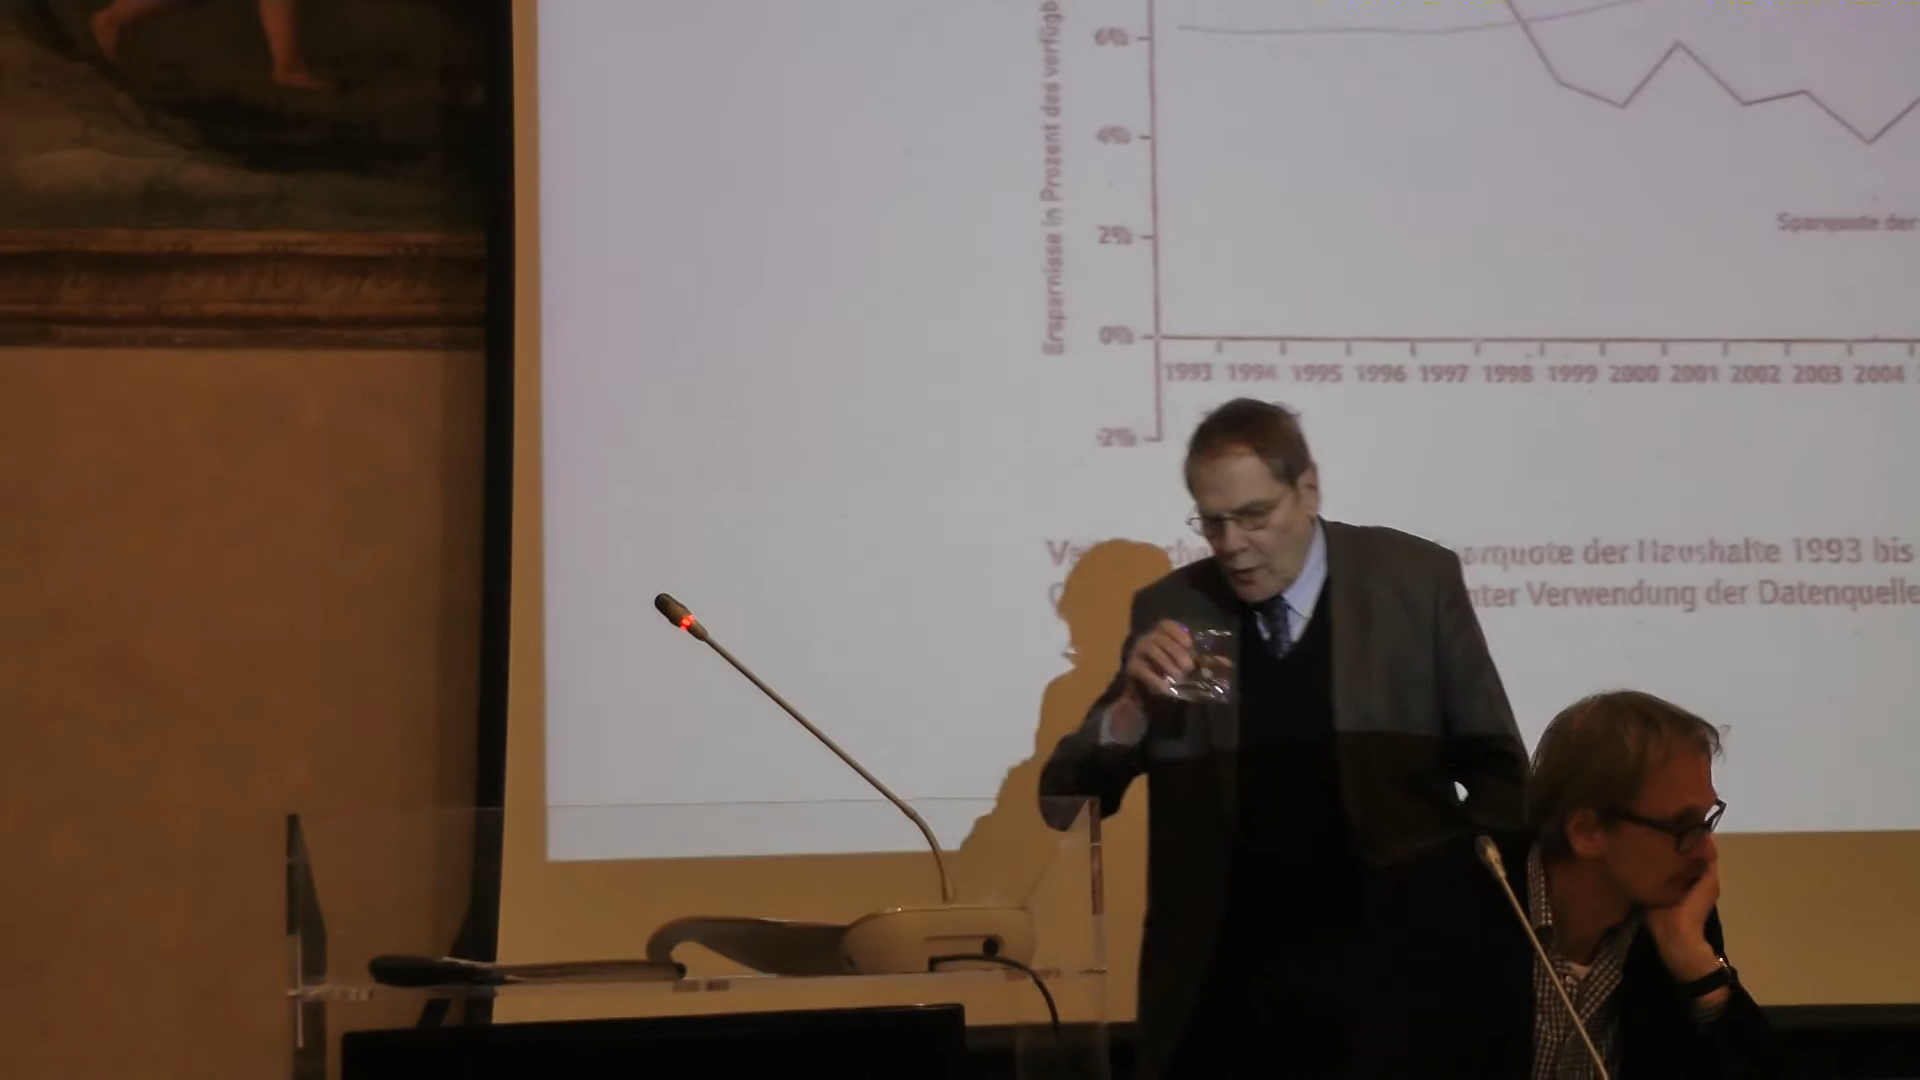 Ersparnisse in Prozent des verfügb
6%
4%
2%
0%
-2%
Sparquote der
1993 1994 1995 1996 1997 1998 1999 2000 2001 2002 2003 2004
arquote der Haushalte 1993 bis
nter Verwendung der Datenquelle